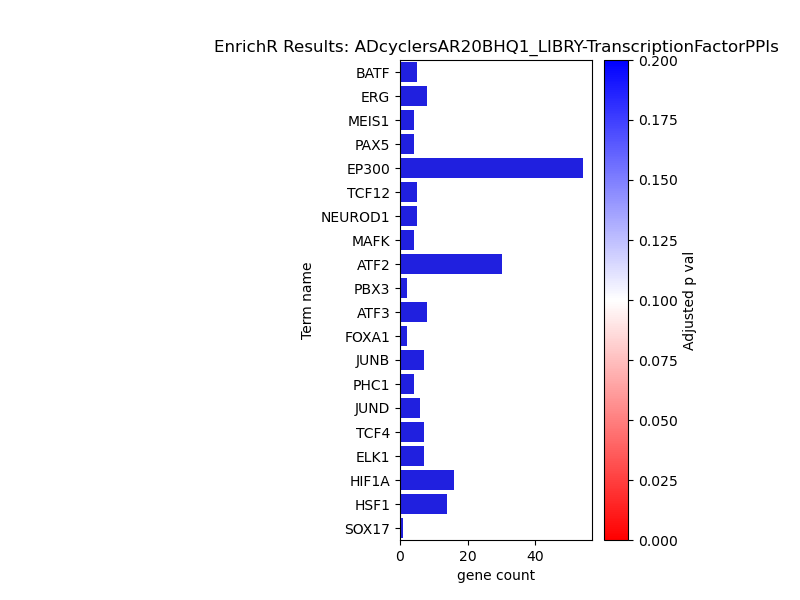 EnrichR Results: ADcyclersAR20BHQ1_LIBRY-TranscriptionFactorPPIs
BATF
ERG
MEIS1
PAX5
EP300
TCF12
NEUROD1
MAFK
ATF2
PBX3
ATF3
FOXA1
JUNB
PHC1
JUND
TCF4
ELK1
HIF1A
HSF1
SOX17
Term name
0 20 40
gene count
0.200
0.175
0.150
0.125
0.100
0.075
0.050
0.025
0.000
Adjusted p val